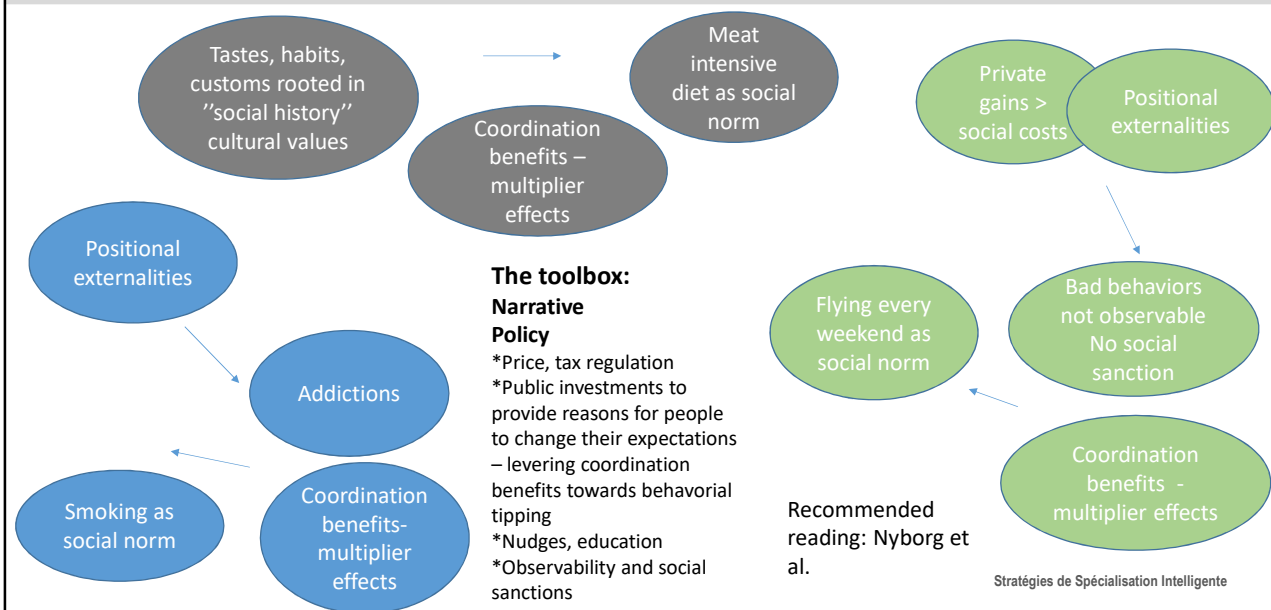 Tastes, habits,
customs rooted in
’’social history’’
cultural values
Coordination
benefits –
multiplier
effects
Meat
intensive
diet as social
norm
Private
gains >
social costs
Positional
externalities
Positional
externalities
Addictions
Smoking as
social norm
Coordination
benefits-
multiplier
effects
The toolbox:
Narrative
Policy
*Price, tax regulation
*Public investments to
provide reasons for people
to change their expectations
– levering coordination
benefits towards behavorial
tipping
*Nudges, education
*Observability and social
sanctions
Flying every
weekend as
social norm
Bad behaviors
not observable
No social
sanction
Coordination
benefits -
multiplier effects
Recommended
reading: Nyborg et
al.
Stratégies de Spécialisation Intelligente